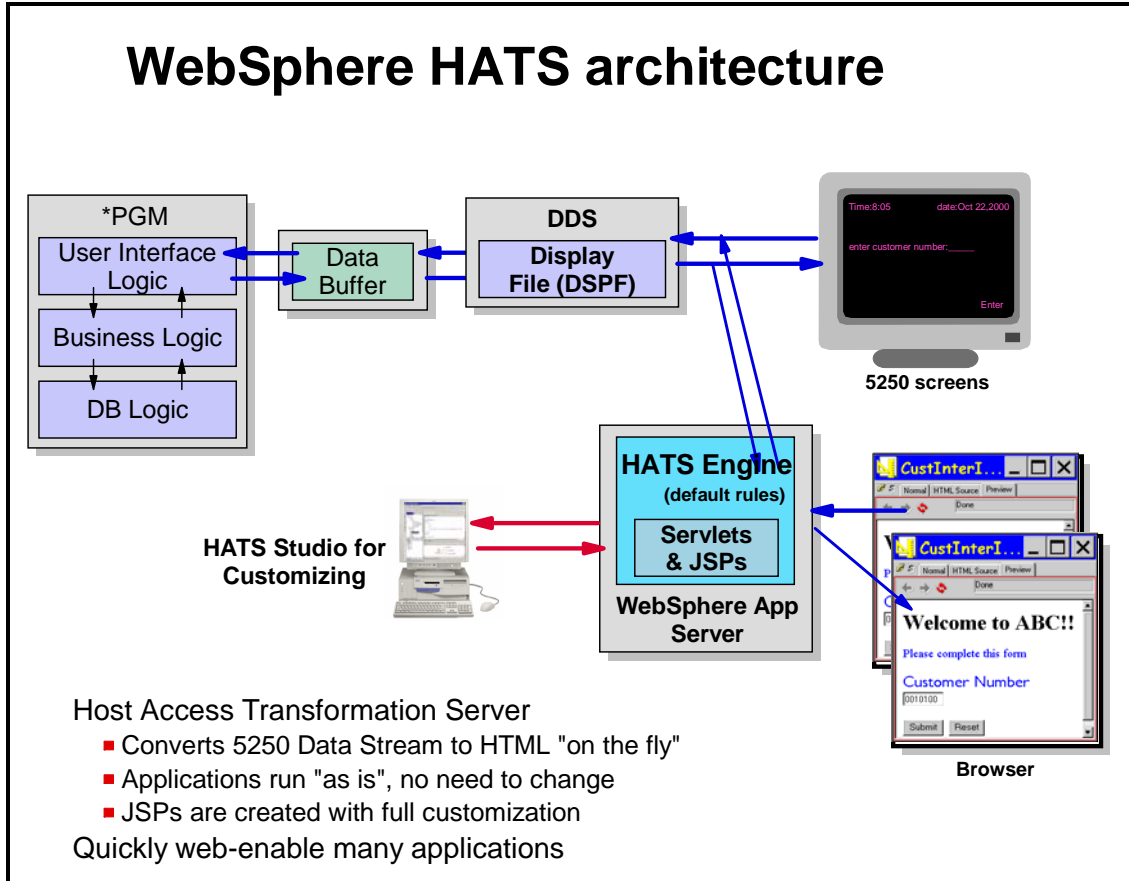 WebSphere HATS architecture
*PGM
User Interface
Logic
Business Logic
DB Logic
Data
Buffer
DDS
Display
File (DSPF)
Time:8:05 date:Oct 22,2000
enter customer number:_____
Enter
5250 screens
HATS Engine
(default rules)
Servlets
& JSPs
WebSphere App
Server
HATS Studio for
Customizing
CustInterI...
Normal HTML Source Preview
Done
CustInterI...
Normal HTML Source Preview
Done
Welcome to ABC!!
Please complete this form
Customer Number
0010100
Submit Reset
Browser
Host Access Transformation Server
Converts 5250 Data Stream to HTML "on the fly"
Applications run "as is", no need to change
JSPs are created with full customization
Quickly web-enable many applications